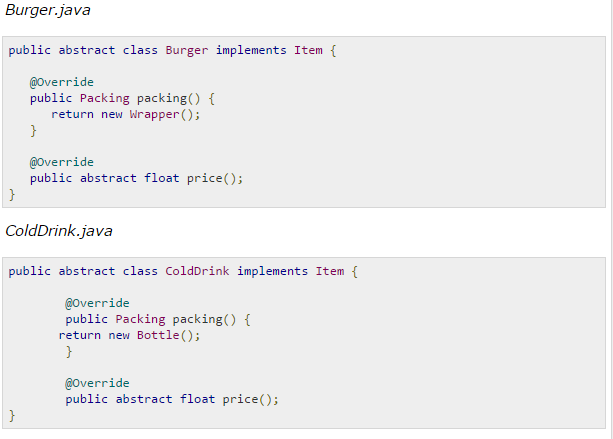 Burger.java
public abstract class Burger implements Item {
@Override
public Packing packing() {
return new Wrapper();
}
@Override
public abstract float price();
}
ColdDrink.java
public abstract class ColdDrink implements Item {
@Override
public Packing packing() {
return new Bottle();
}
@Override
public abstract float price();
}